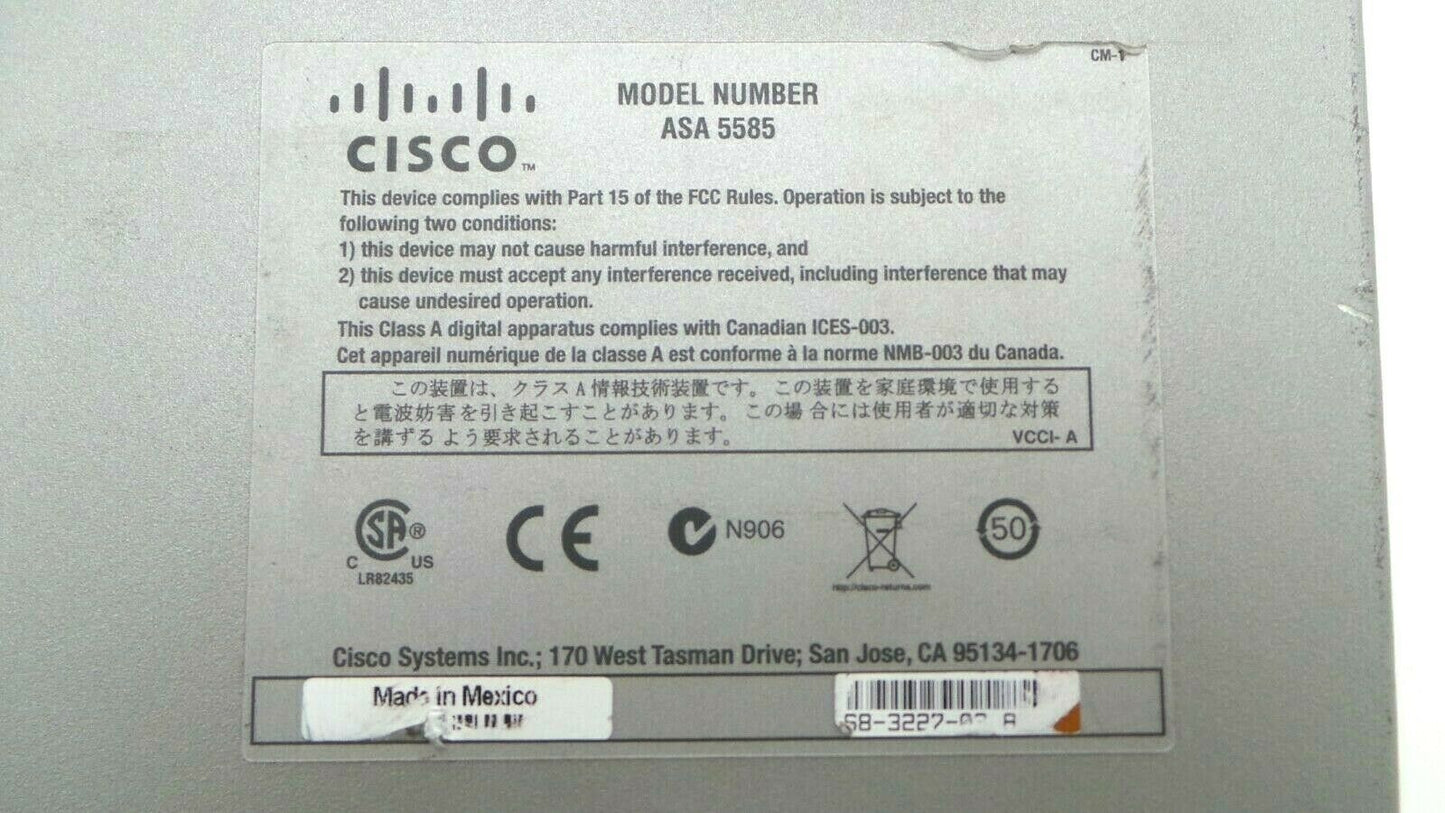 CM-1
CISCO™
MODEL NUMBER
ASA 5585
This device complies with Part 15 of the FCC Rules. Operation is subject to the
following two conditions:
1) this device may not cause harmful interference, and
2) this device must accept any interference received, including interference that may
cause undesired operation.
This Class A digital apparatus complies with Canadian ICES-003.
Cet appareil numérique de la classe A est conforme à la norme NMB-003 du Canada.
この装置は、クラスA情報技術装置です。この装置を家庭環境で使用する
と電波妨害を引き起こすことがあります。この場合には使用者が適切な対策
を講ずるよう要求されることがあります。 VCCI- A
SA®
C US
LR82435
CE
N906
http://cisco-returns.com
50
Cisco Systems Inc.; 170 West Tasman Drive; San Jose, CA 95134-1706
Made in Mexico
68-3227-0 A